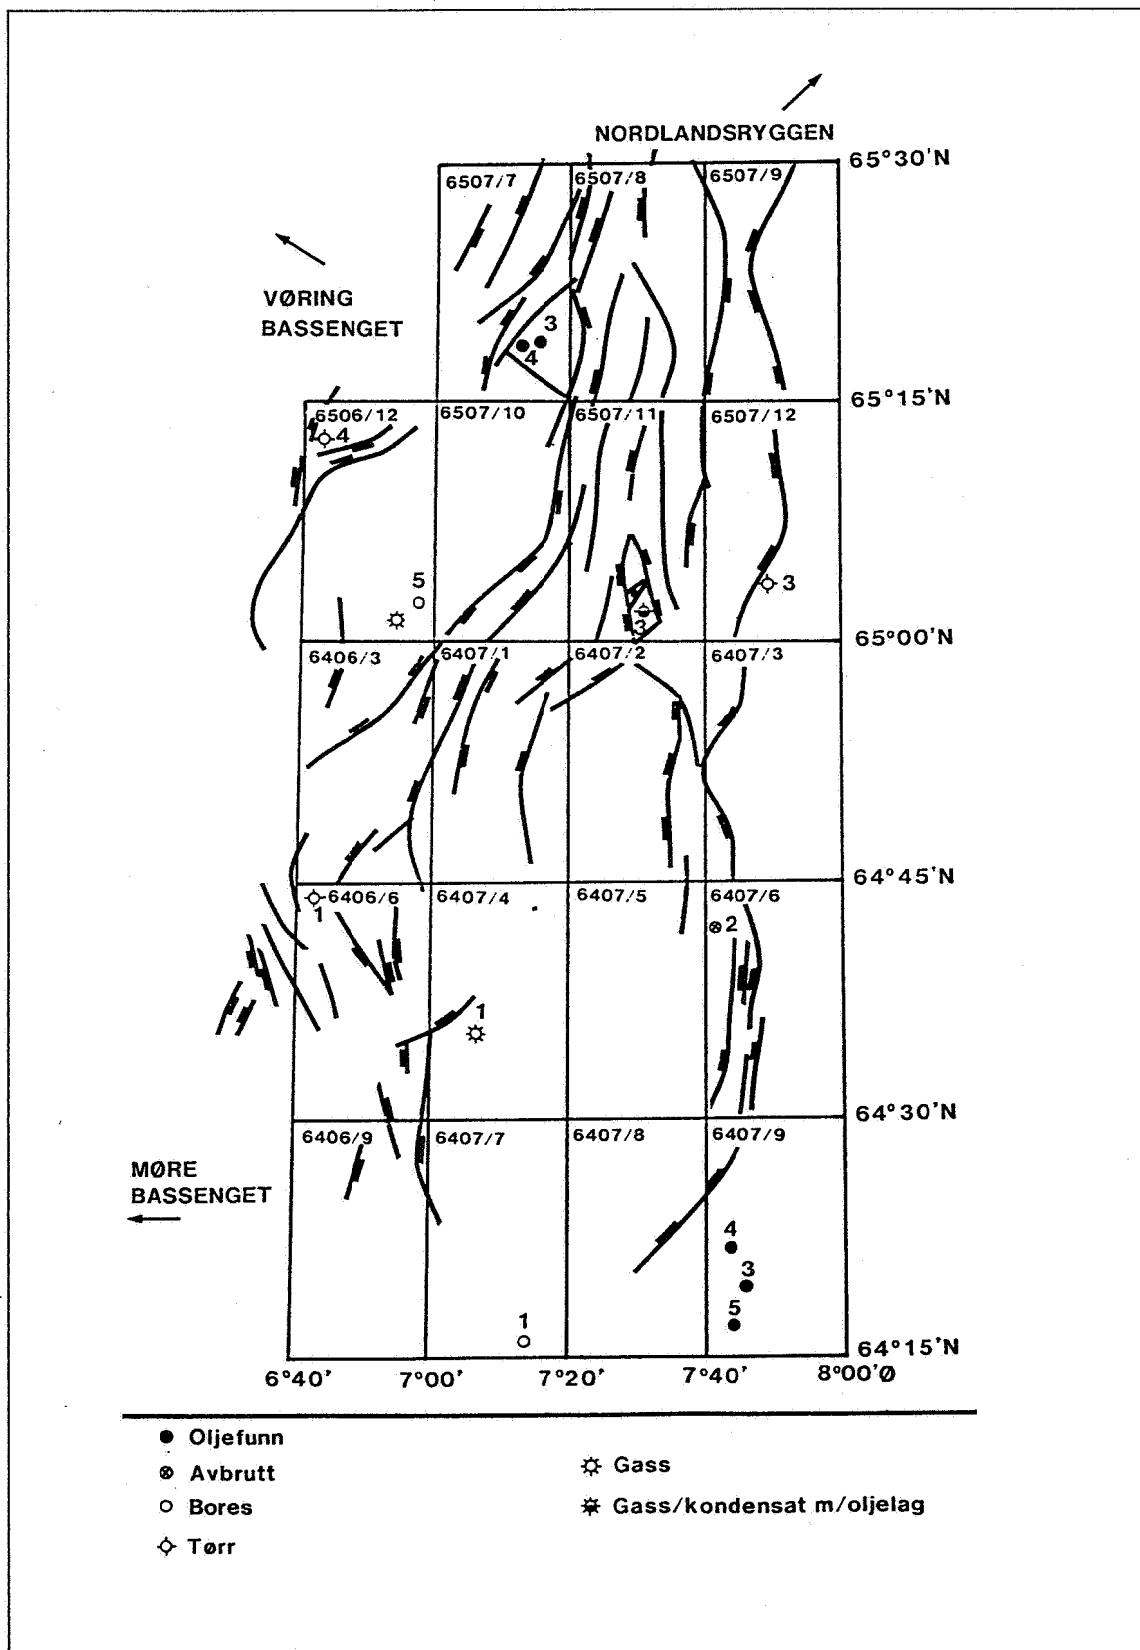 NORDLANDSRYGGEN
65°30'N
6507/7
6507/8
6507/9
VØRING
BASSENGET
3
4
65°15'N
6506/12
6507/10
6507/11
6507/12
4
5
3
3
65°00'N
6406/3
6407/1
6407/2
6407/3
64°45'N
6406/6
6407/4
6407/5
6407/6
1
2
1
64°30'N
6406/9
6407/7
6407/8
6407/9
MØRE
BASSENGET
4
3
5
1
64°15'N
6°40'
7°00'
7°20'
7°40'
8°00'Ø
Oljefunn
Avbrutt
Bores
Tørr
Gass
Gass/kondensat m/oljelag